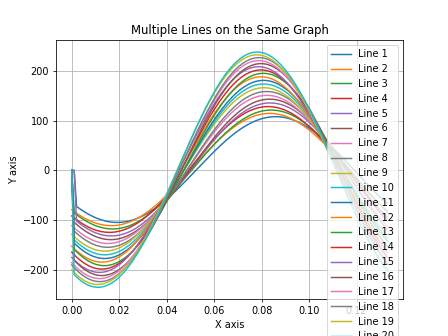 Multiple Lines on the Same Graph
Y axis
200
100
0
−100
−200
0.00
0.02
0.04
0.06
0.08
0.10
X axis
Line 1
Line 2
Line 3
Line 4
Line 5
Line 6
Line 7
Line 8
Line 9
Line 10
Line 11
Line 12
Line 13
Line 14
Line 15
Line 16
Line 17
Line 18
Line 19
Line 20